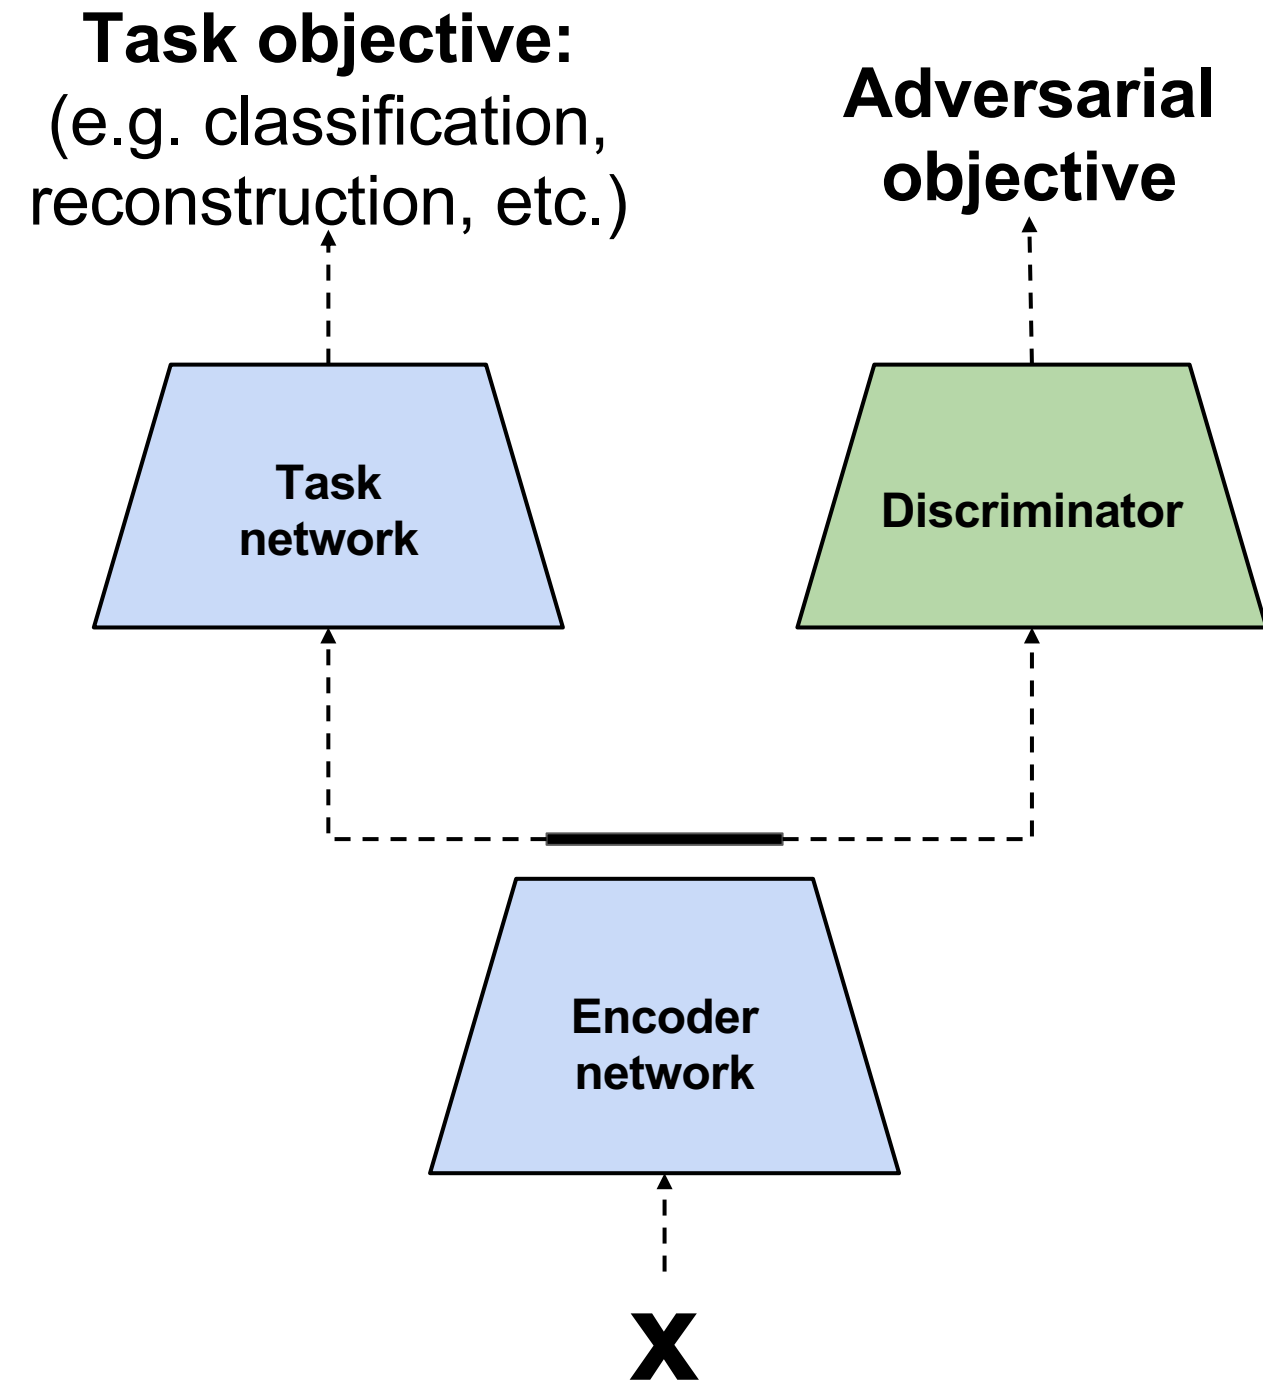 Task objective:
(e.g. classification,
reconstruction, etc.)
Adversarial
objective
Task
network
Discriminator
Encoder
network
x